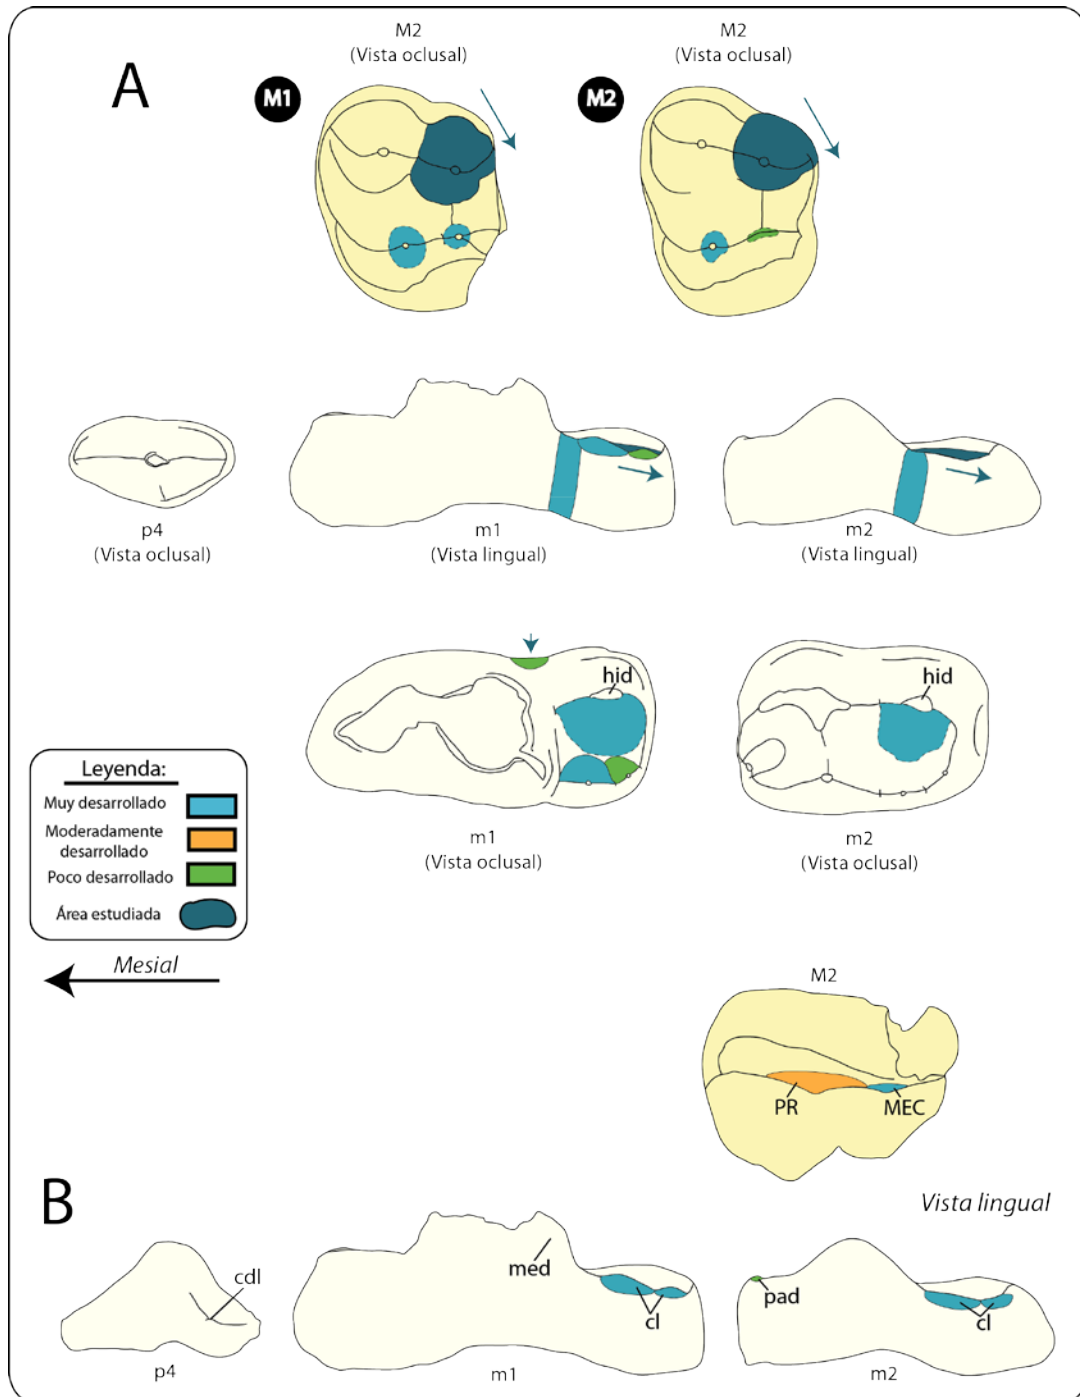 A
M2
(Vista oclusal)
M2
(Vista oclusal)
M1
M2
p4
(Vista oclusal)
m1
(Vista lingual)
m2
(Vista lingual)
hid
hid
m1
(Vista oclusal)
m2
(Vista oclusal)
Leyenda:
Muy desarrollado
Moderadamente
desarrollado
Poco desarrollado
Área estudiada
Mesial
M2
PR
MEC
B
Vista lingual
cdl
med
cl
pad
cl
p4
m1
m2